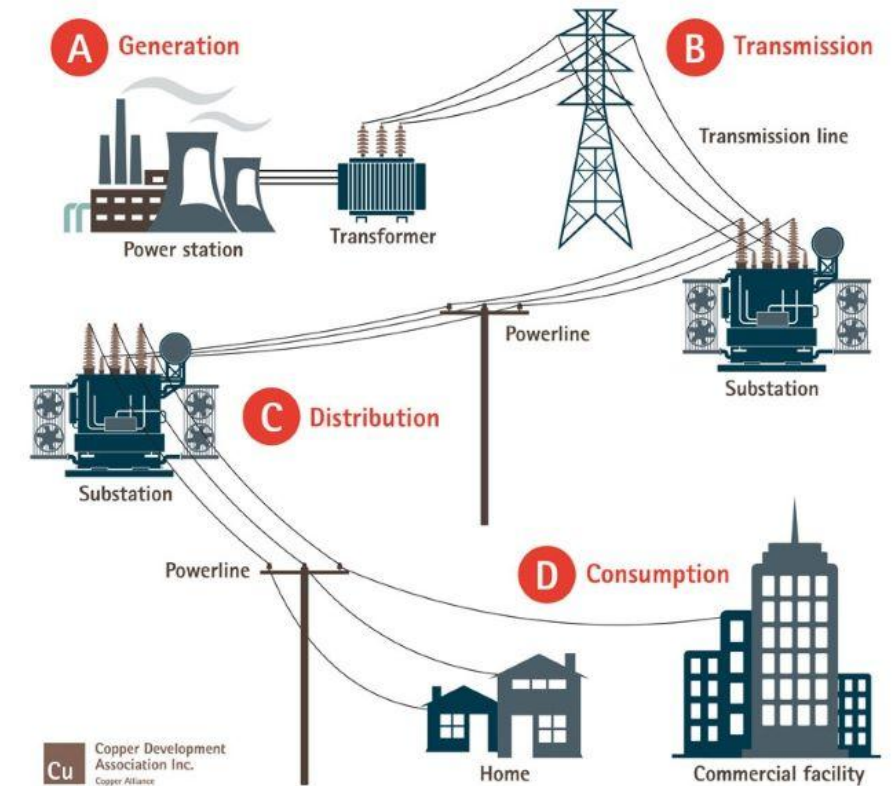 A Generation
B Transmission
Transmission line
Power station
Transformer
Powerline
Substation
C Distribution
Substation
Powerline
D Consumption
Home
Commercial facility
Cu
Copper Development
Association Inc.
Copper Alliance